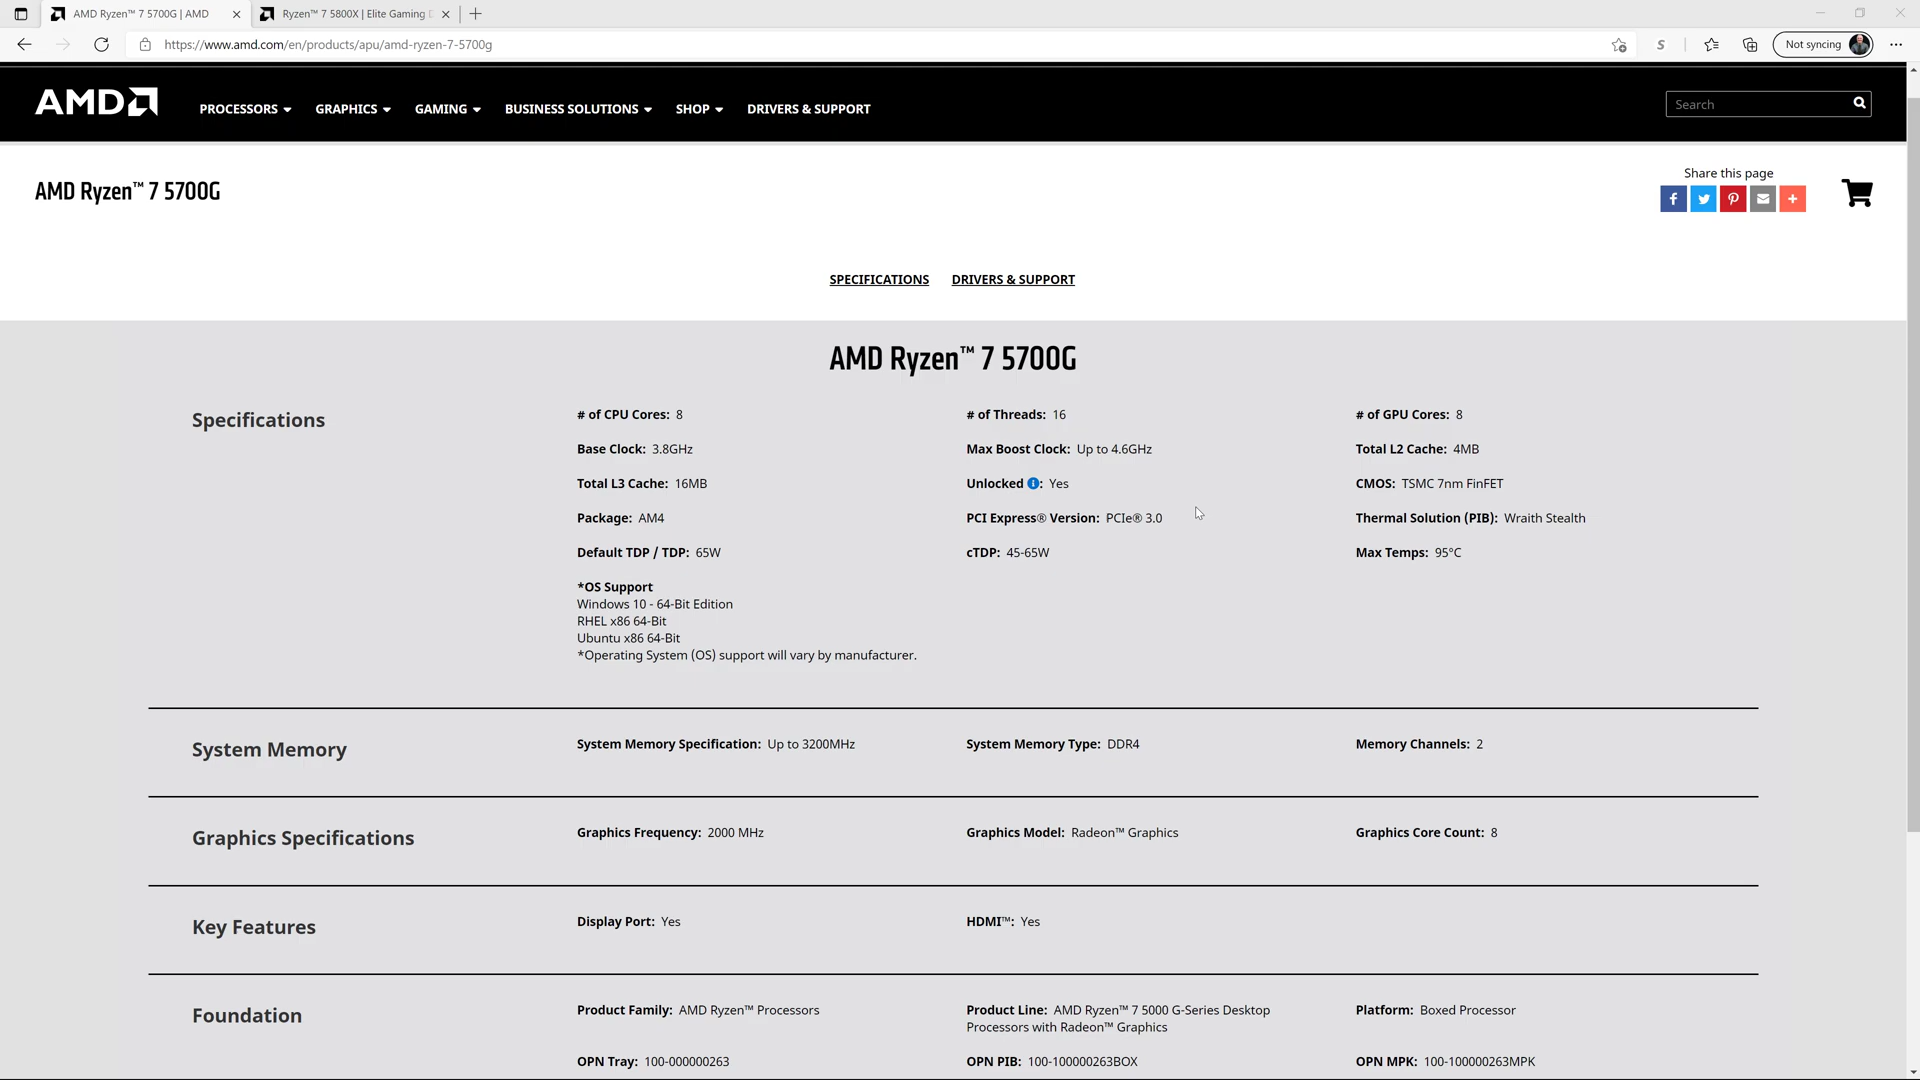 AMD Ryzen™ 7 5700G | AMD
Ryzen™ 7 5800X | Elite Gaming
https://www.amd.com/en/products/apu/amd-ryzen-7-5700g
Not syncing
AMD
PROCESSORS
GRAPHICS
GAMING
BUSINESS SOLUTIONS
SHOP
DRIVERS & SUPPORT
Search
AMD Ryzen™ 7 5700G
Share this page
SPECIFICATIONS
DRIVERS & SUPPORT
AMD Ryzen™ 7 5700G
Specifications
# of CPU Cores: 8
# of Threads: 16
# of GPU Cores: 8
Base Clock: 3.8GHz
Max Boost Clock: Up to 4.6GHz
Total L2 Cache: 4MB
Total L3 Cache: 16MB
Unlocked : Yes
CMOS: TSMC 7nm FinFET
Package: AM4
PCI Express® Version: PCIe® 3.0
Thermal Solution (PIB): Wraith Stealth
Default TDP / TDP: 65W
cTDP: 45-65W
Max Temps: 95°C
*OS Support
Windows 10 - 64-Bit Edition
RHEL x86 64-Bit
Ubuntu x86 64-Bit
*Operating System (OS) support will vary by manufacturer.
System Memory
System Memory Specification: Up to 3200MHz
System Memory Type: DDR4
Memory Channels: 2
Graphics Specifications
Graphics Frequency: 2000 MHz
Graphics Model: Radeon™ Graphics
Graphics Core Count: 8
Key Features
Display Port: Yes
HDMI™: Yes
Foundation
Product Family: AMD Ryzen™ Processors
Product Line: AMD Ryzen™ 7 5000 G-Series Desktop
Processors with Radeon™ Graphics
Platform: Boxed Processor
OPN Tray: 100-000000263
OPN PIB: 100-100000263BOX
OPN MPK: 100-100000263MPK